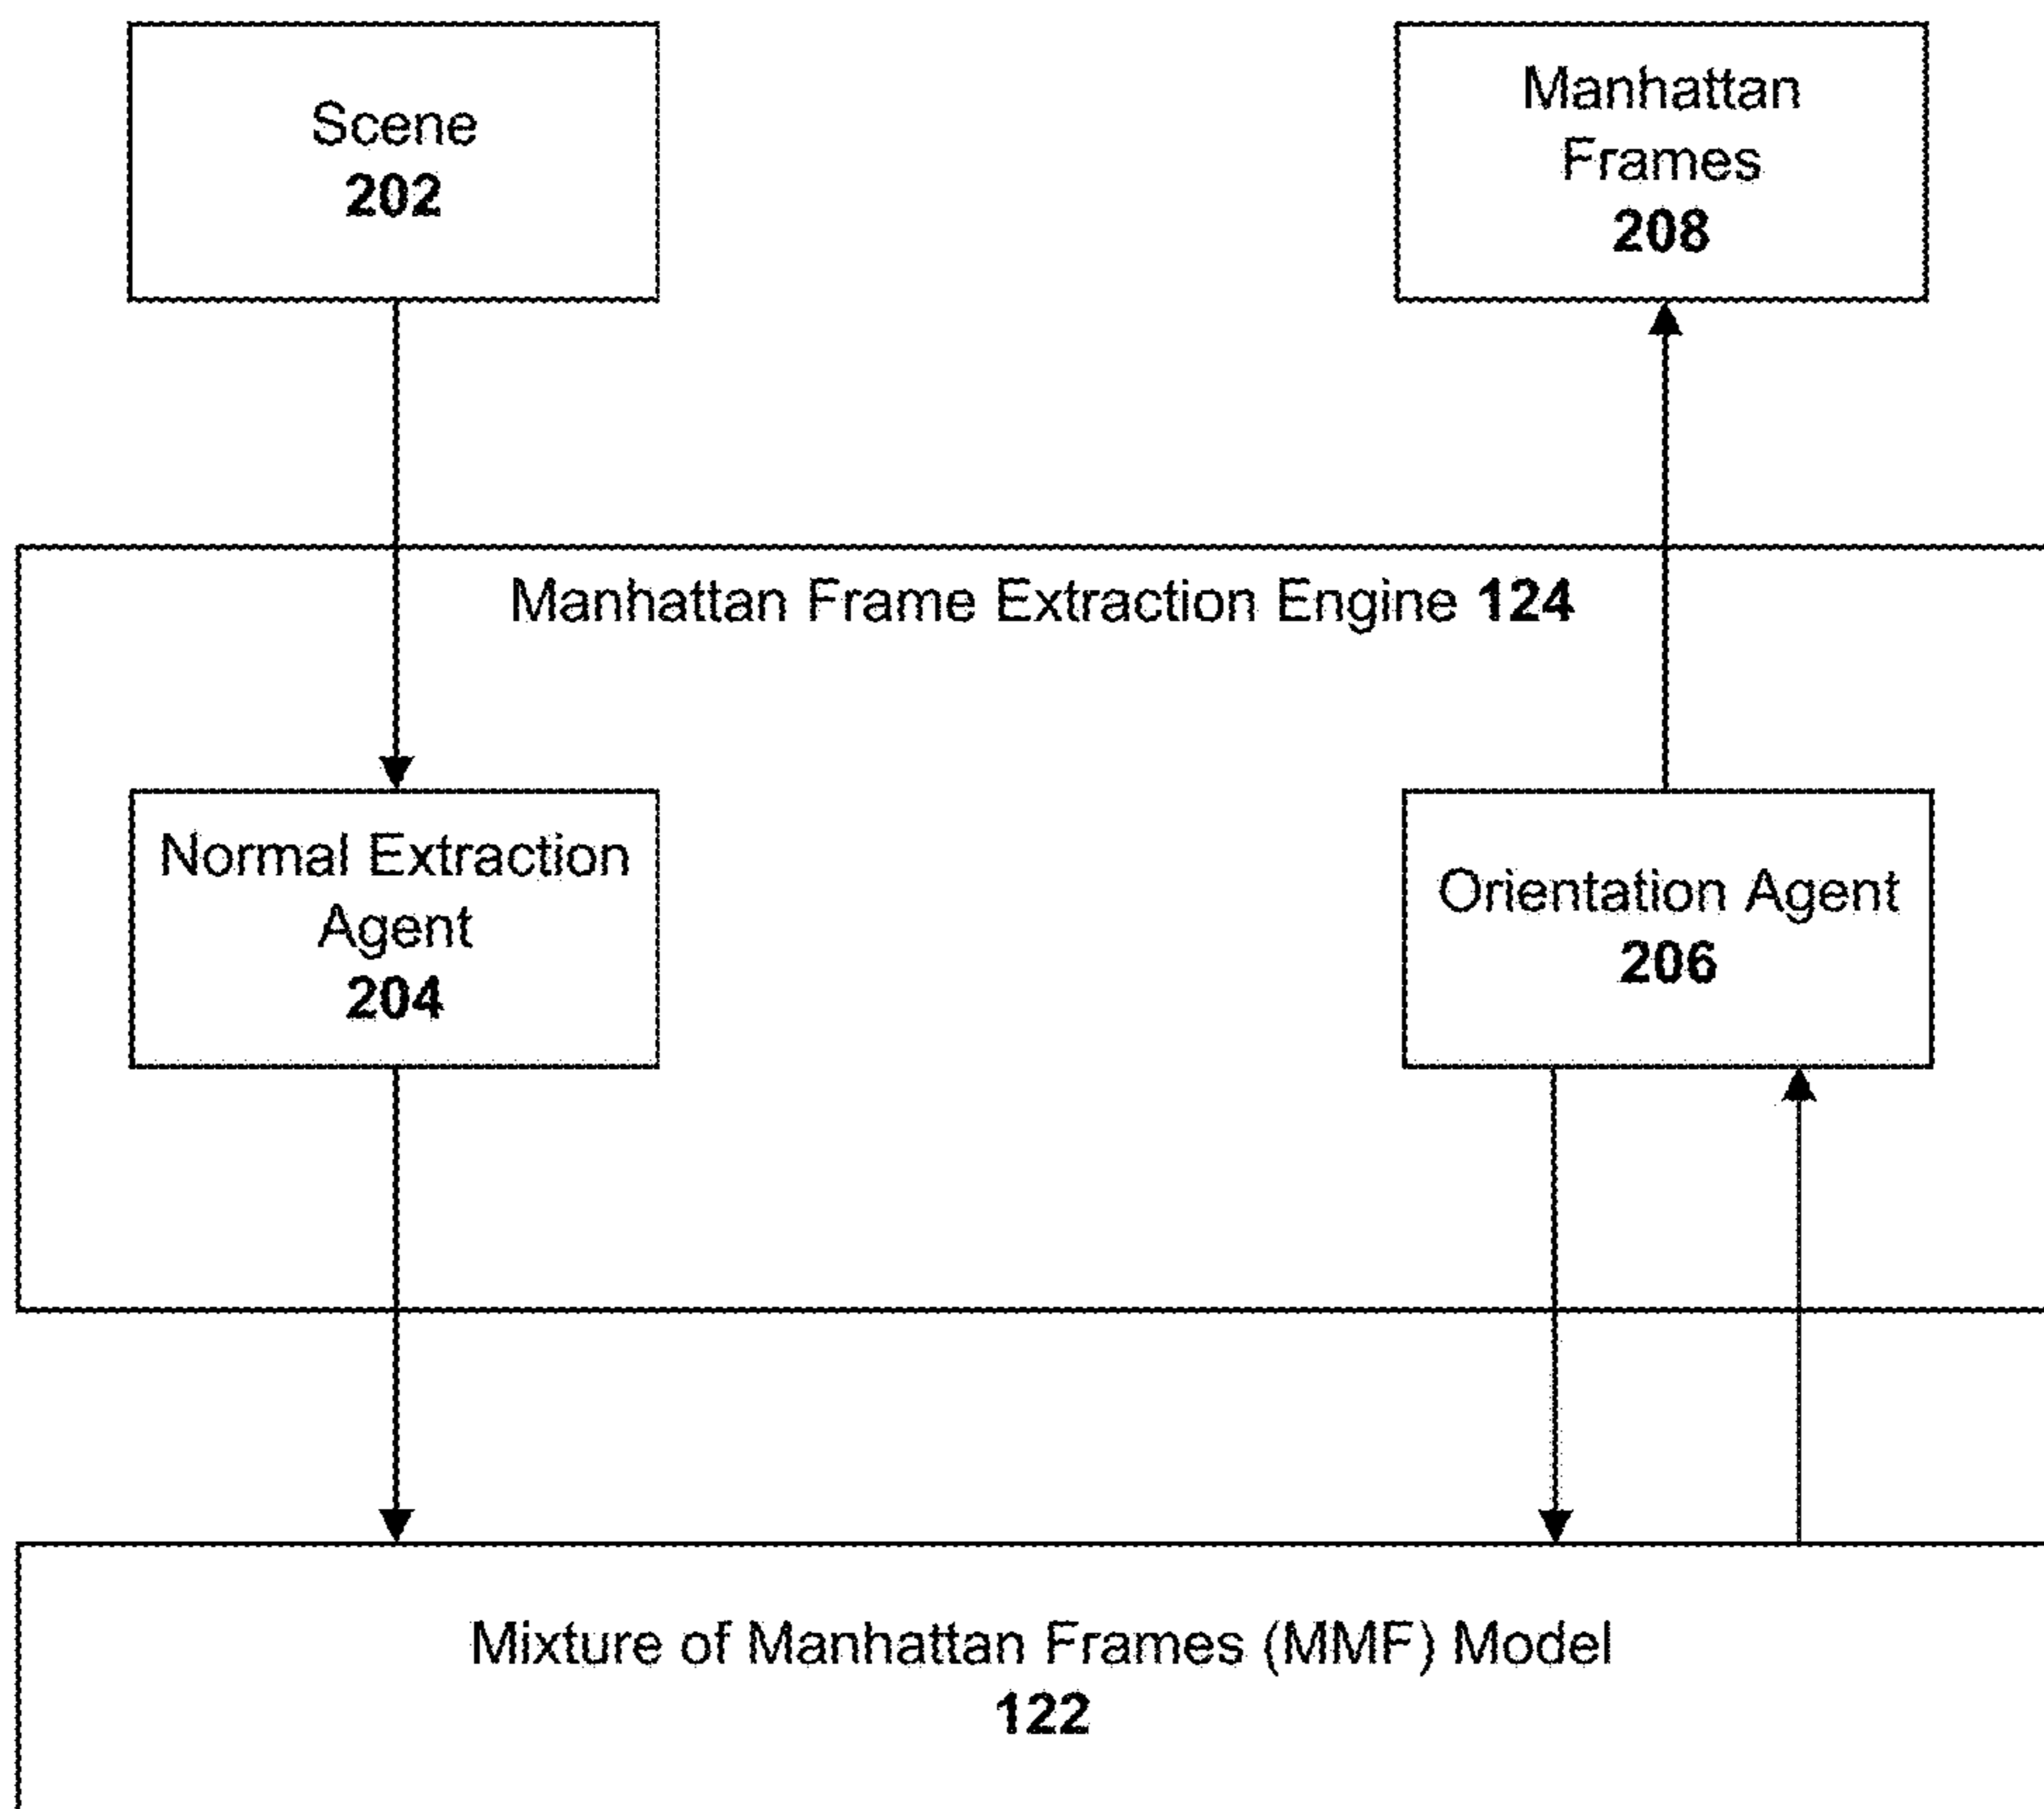 Scene
202
Manhattan
Frames
208
Manhattan Frame Extraction Engine 124
Normal Extraction
Agent
204
Orientation Agent
206
Mixture of Manhattan Frames (MMF) Model
122